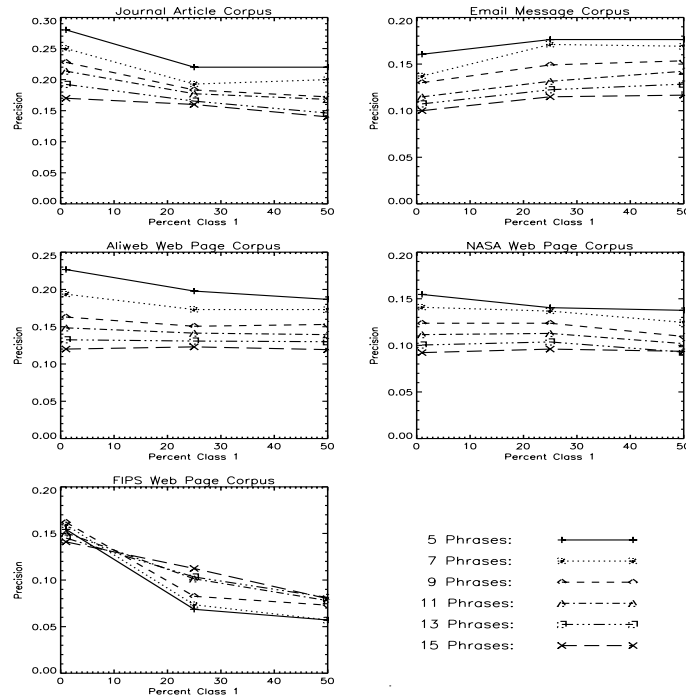 Journal Article Corpus
0.30
0.25
0.20
0.15
0.10
0.05
0.00
Precision
0 10 20 30 40 50
Percent Class 1
Email Message Corpus
0.20
0.15
0.10
0.05
0.00
Precision
0 10 20 30 40 50
Percent Class 1
Aliweb Web Page Corpus
0.25
0.20
0.15
0.10
0.05
0.00
Precision
0 10 20 30 40 50
Percent Class 1
NASA Web Page Corpus
0.20
0.15
0.10
0.05
0.00
Precision
0 10 20 30 40 50
Percent Class 1
FIPS Web Page Corpus
0.20
0.15
0.10
0.05
0.00
Precision
0 10 20 30 40 50
Percent Class 1
5 Phrases:
7 Phrases:
9 Phrases:
11 Phrases:
13 Phrases:
15 Phrases: